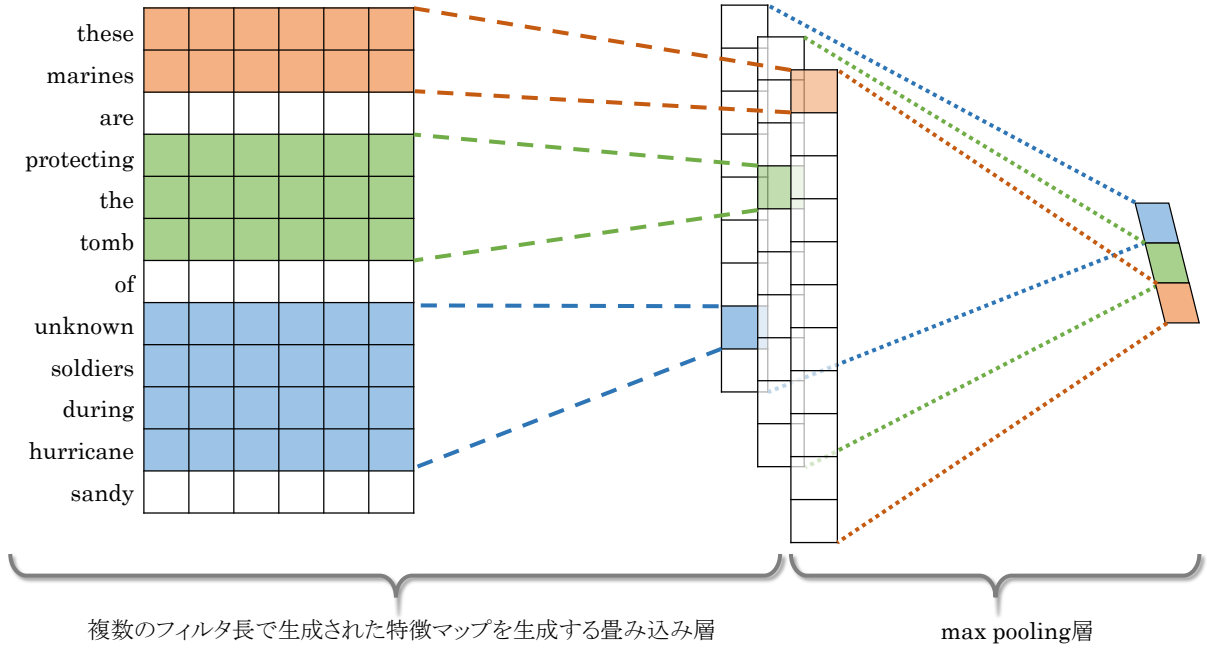 these
marines
are
protecting
the
tomb
of
unknown
soldiers
during
hurricane
sandy
複数のフィルタ長で生成された特徴マップを生成する畳み込み層
max pooling層